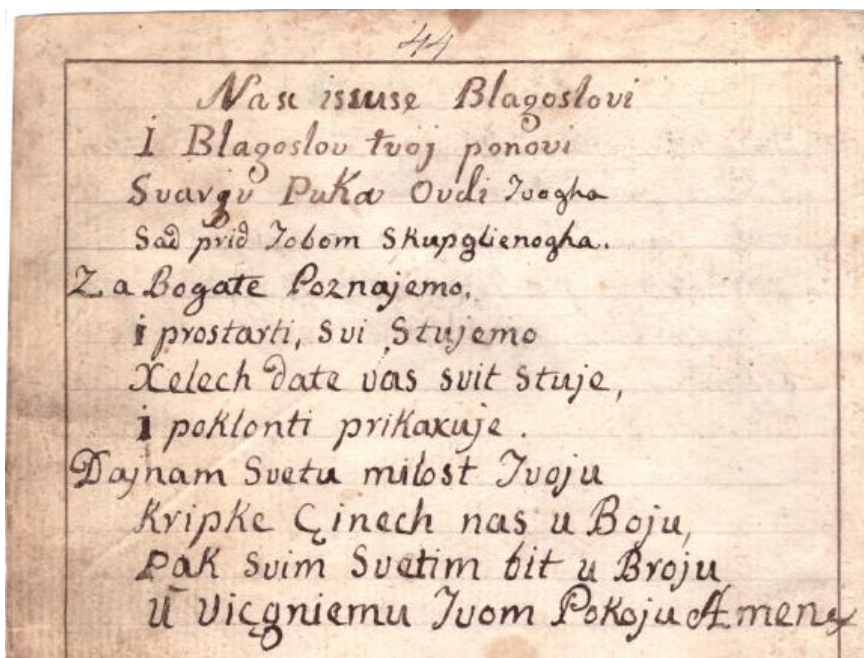 44
Nasc issuse Blagoslovi
I Blagoslov tvoj ponovi
Svargu Puka Ovdi Tvogha
Sad prid Tobom Skupglienogha.
Za Bogate Poznajemo,
i prostarti, Svi Stujemo
Xelech date vas svit Stuje,
i poklonti prikaxuje.
Dajnam Svetu milost Tvoju
Kripke Çinech nas u Boju,
Pak Svim Svetim bit u Broju
U Viçgniemu Tvom Pokoju Amen